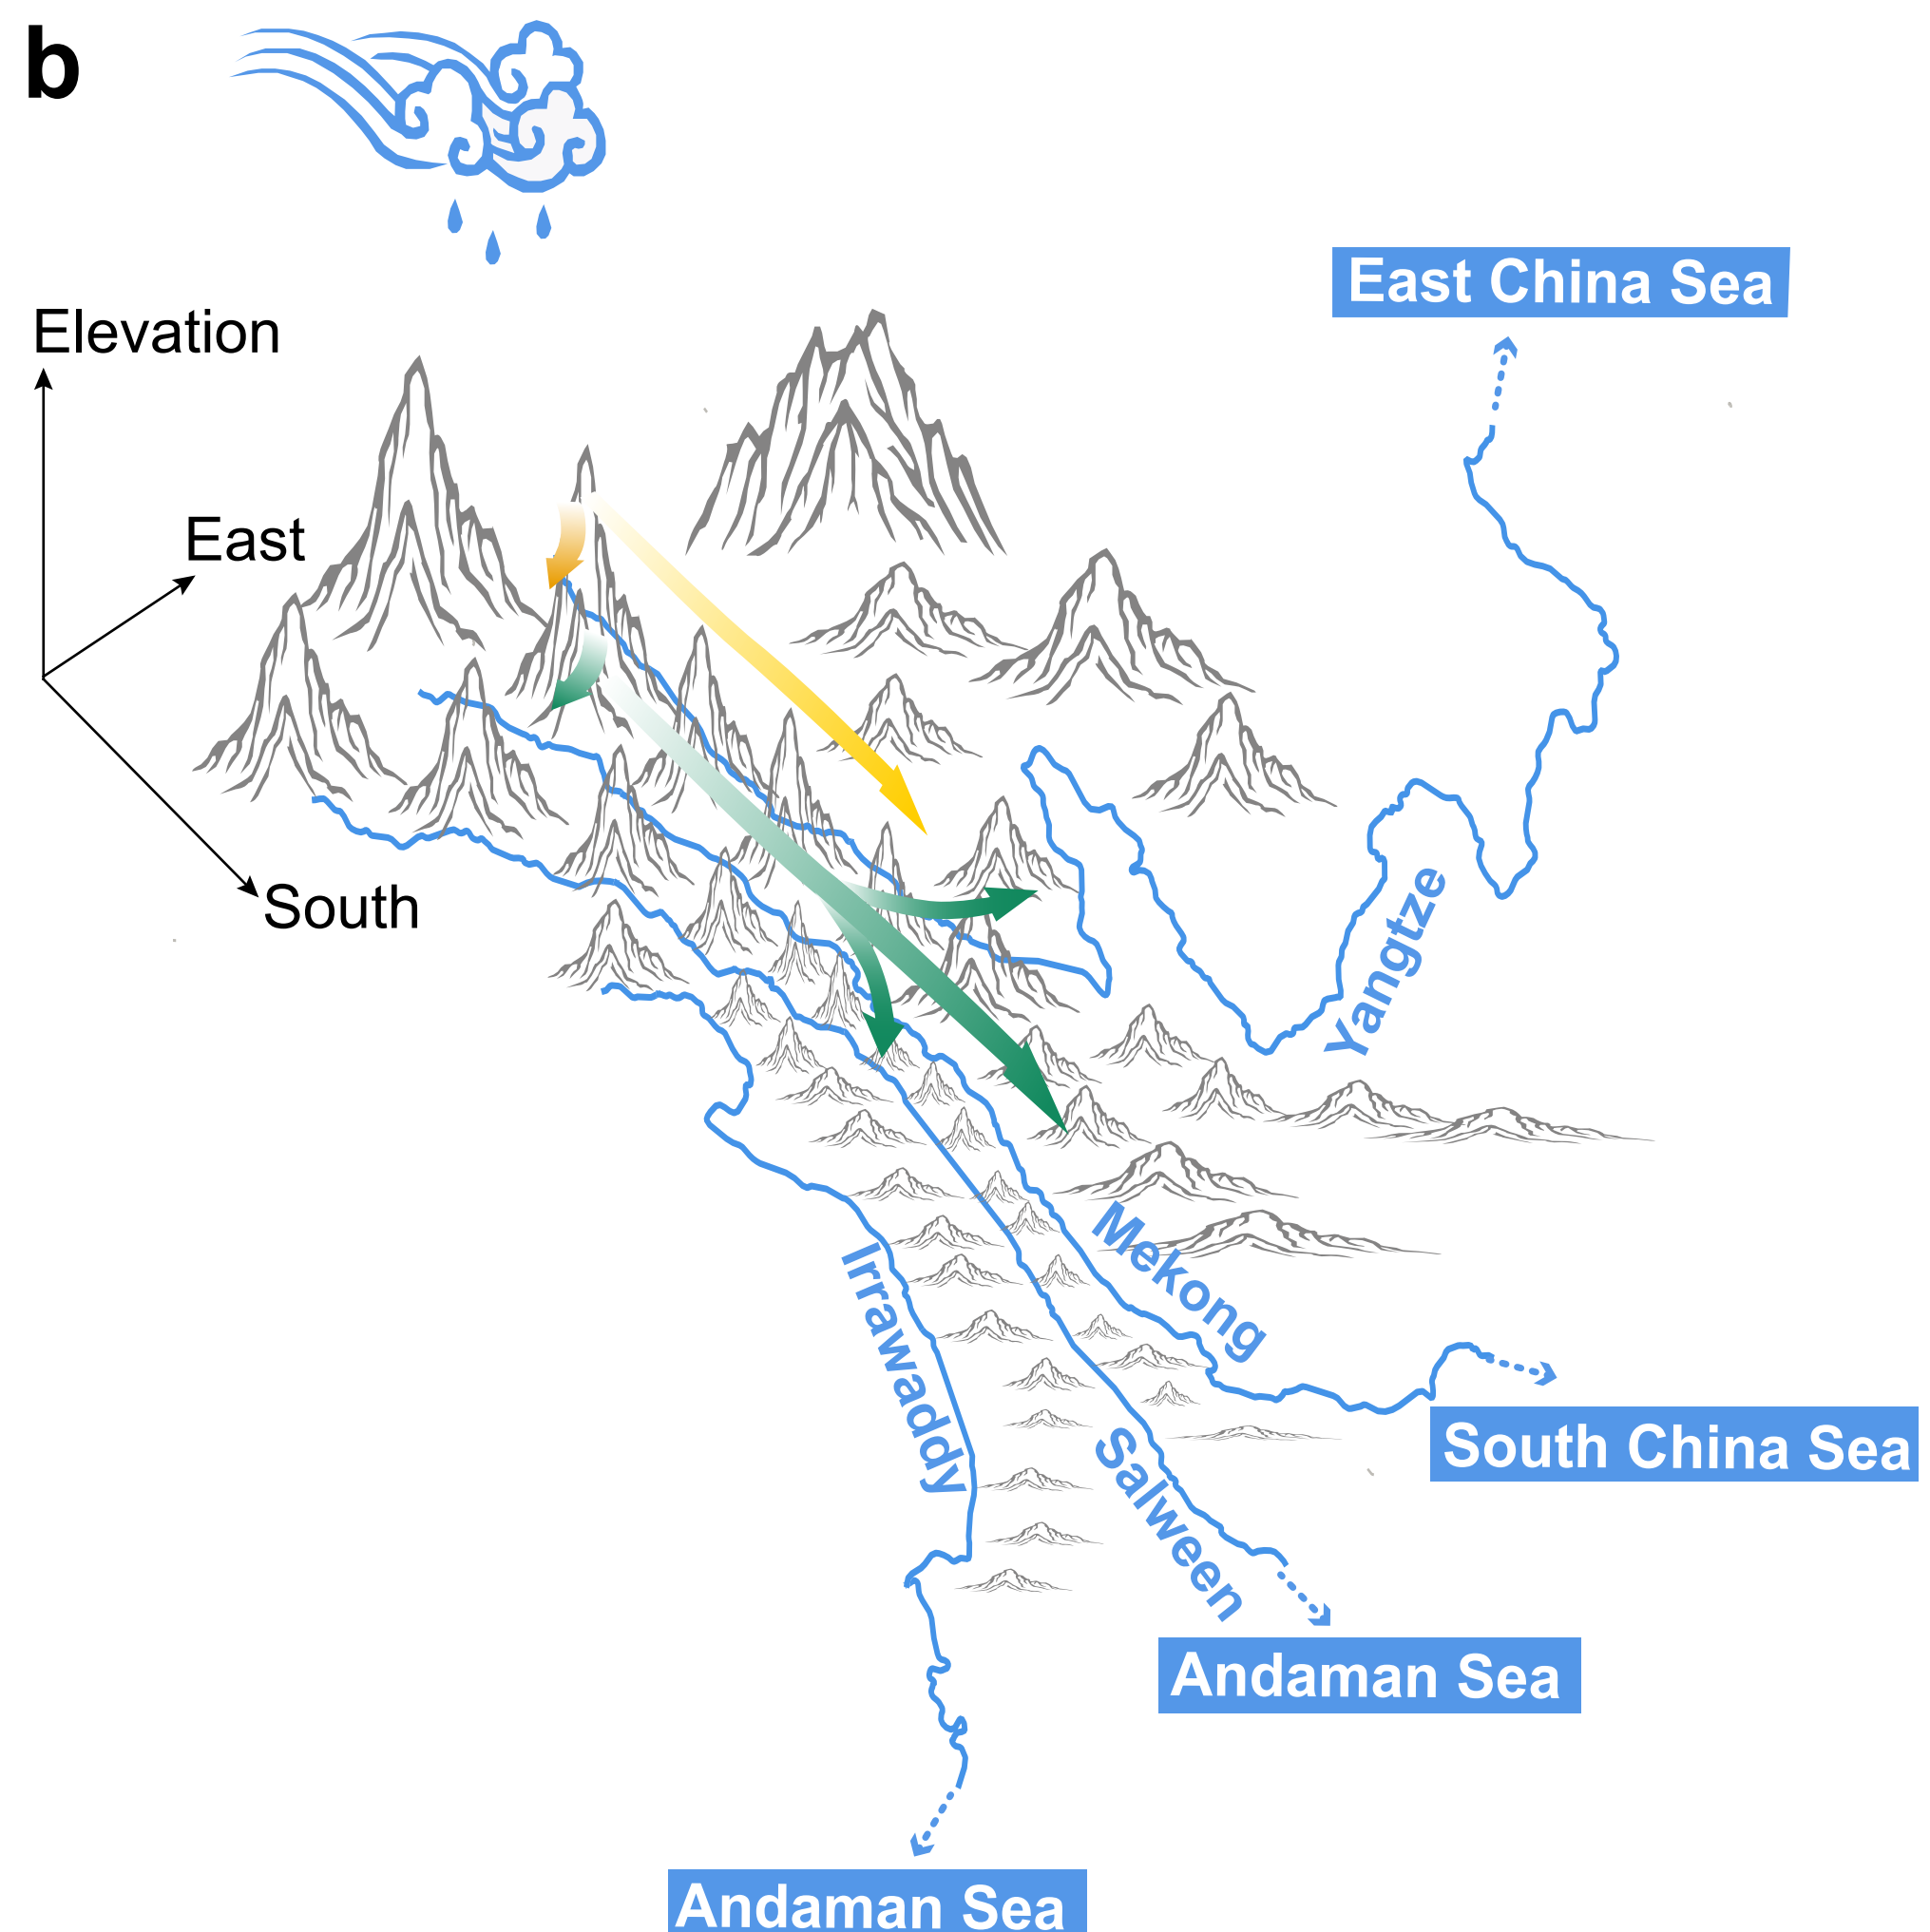 b
East China Sea
Elevation
East
South
Yangtze
Mekong
Irrawaddy
South China Sea
Salween
Andaman Sea
Andaman Sea